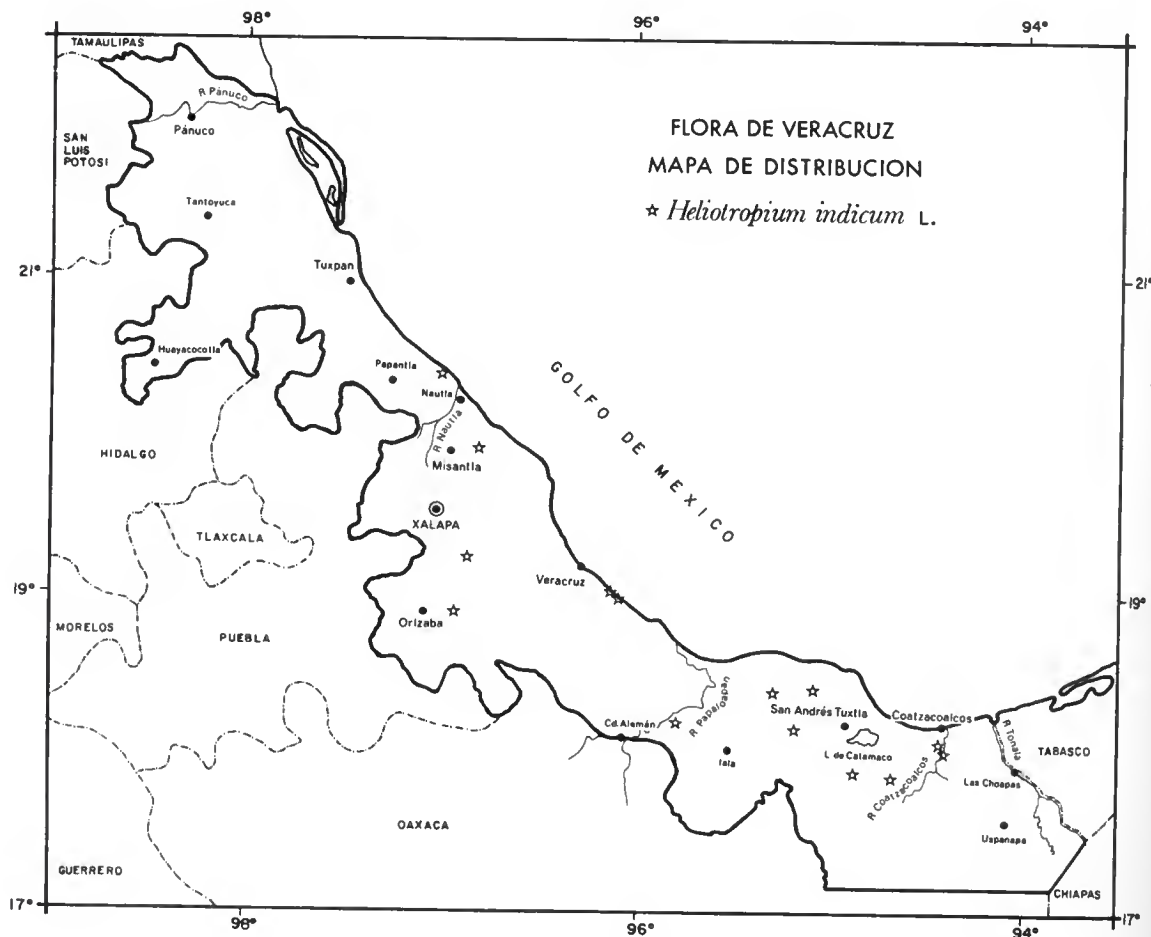 98°
96°
94°
TAMAULIPAS
R Pánuco
Pánuco
SAN
LUIS
POTOSI
FLORA DE VERACRUZ
MAPA DE DISTRIBUCION
☆ Heliotropium indicum L.
Tantoyuca
21°
Tuxpan
21°
Huayacocotla
Papantla
Nautla
R Nautla
GOLFO DE MEXICO
HIDALGO
Misantla
XALAPA
TLAXCALA
19°
Veracruz
19°
MORELOS
Orizaba
PUEBLA
Cd. Alemán
R Papaloapan
San Andrés Tuxtla
Coatzacoalcos
R Tonalá
TABASCO
Isla
L. de Catamaco
R Coatzacoalcos
Las Choapas
Uspanapa
OAXACA
GUERRERO
CHIAPAS
17°
17°
98°
96°
94°